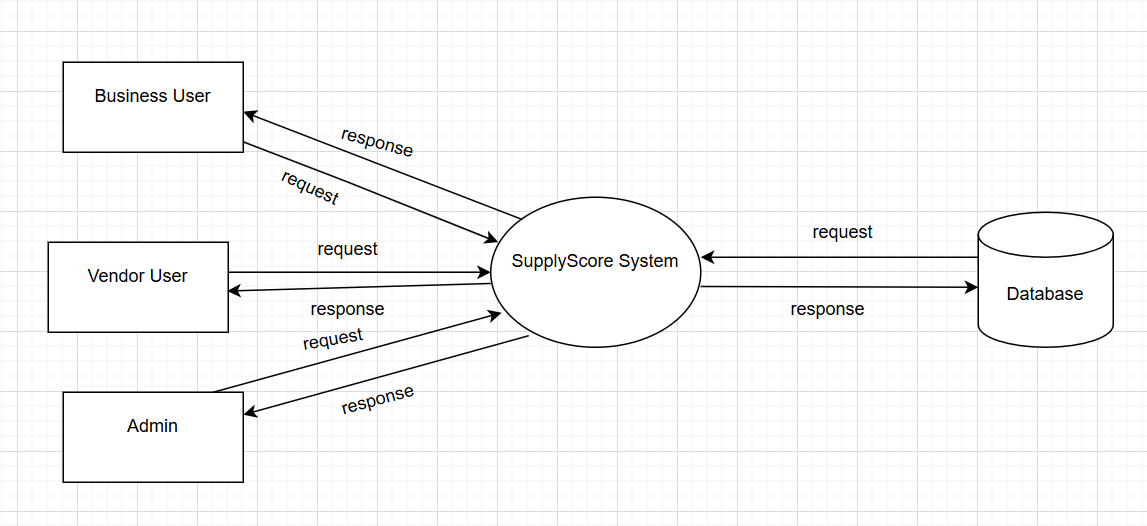 Business User
response
request
Vendor User
request
response
SupplyScore System
request
response
Database
request
response
Admin